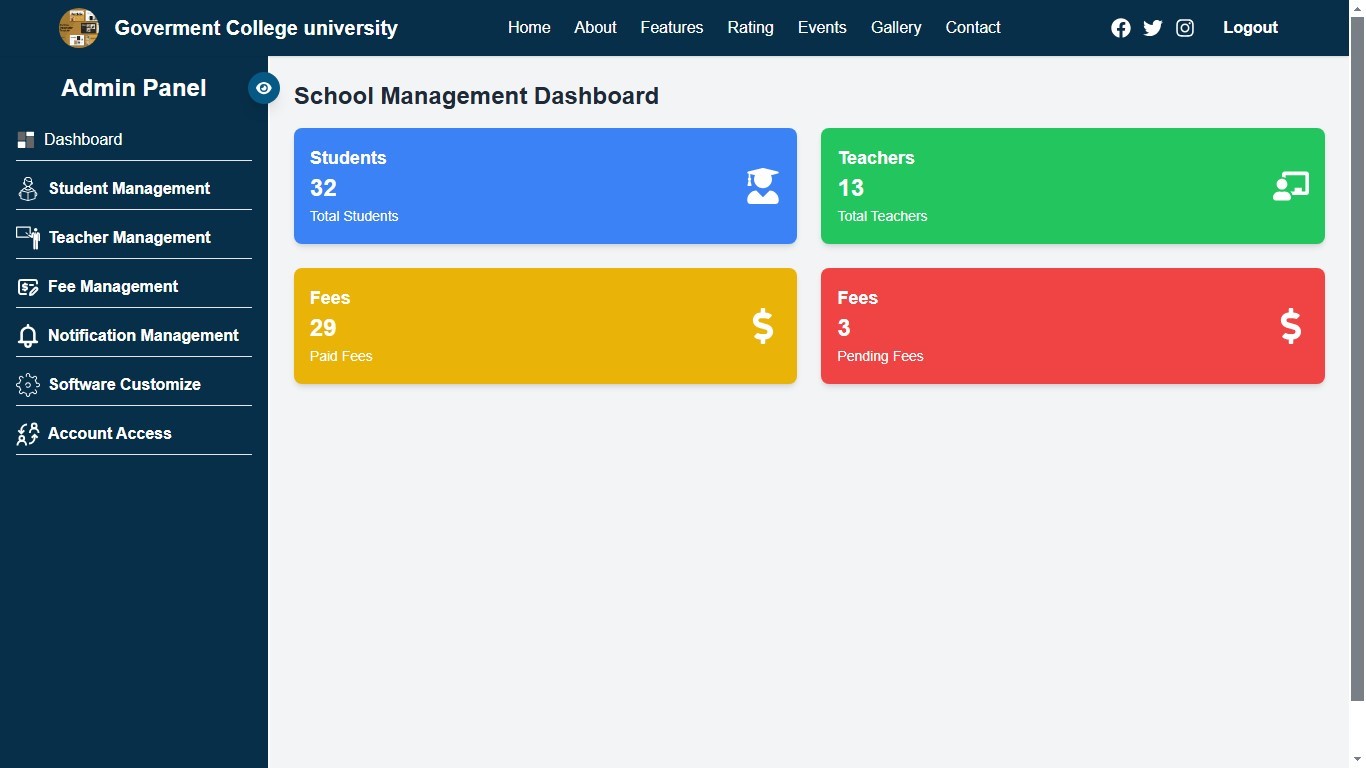 Goverment College university
Home About Features Rating Events Gallery Contact
Logout
Admin Panel
Dashboard
Student Management
Teacher Management
Fee Management
Notification Management
Software Customize
Account Access
School Management Dashboard
Students
32
Total Students
Teachers
13
Total Teachers
Fees
29
Paid Fees
Fees
3
Pending Fees